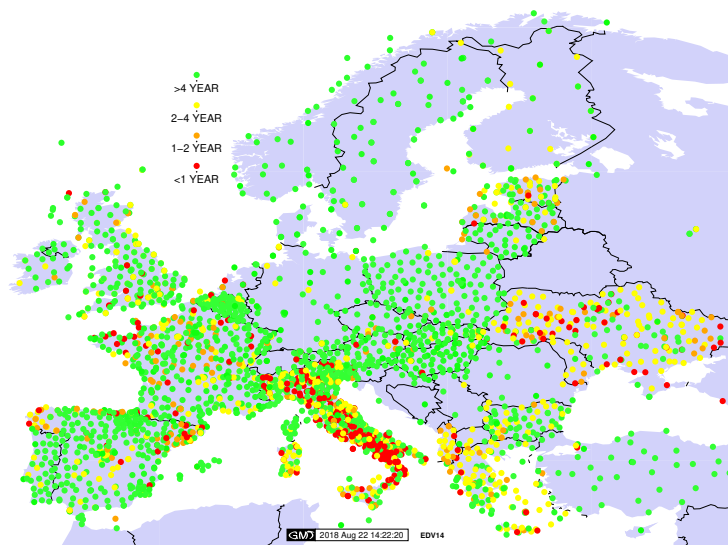 >4 YEAR
2−4 YEAR
1−2 YEAR
<1 YEAR
GMD 2018 Aug 22 14:22:20 EDV14